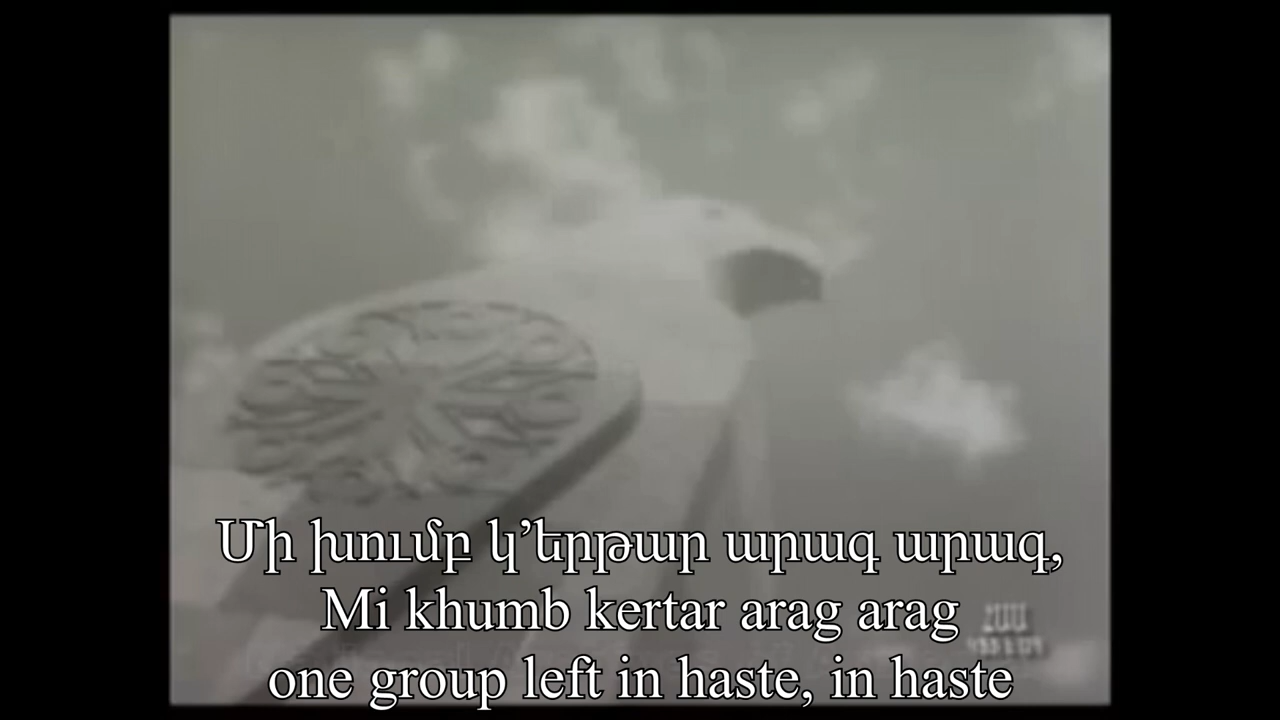 Մի խումբ կ’երթար արագ արագ,
Mi khumb kertar arag arag
one group left in haste, in haste